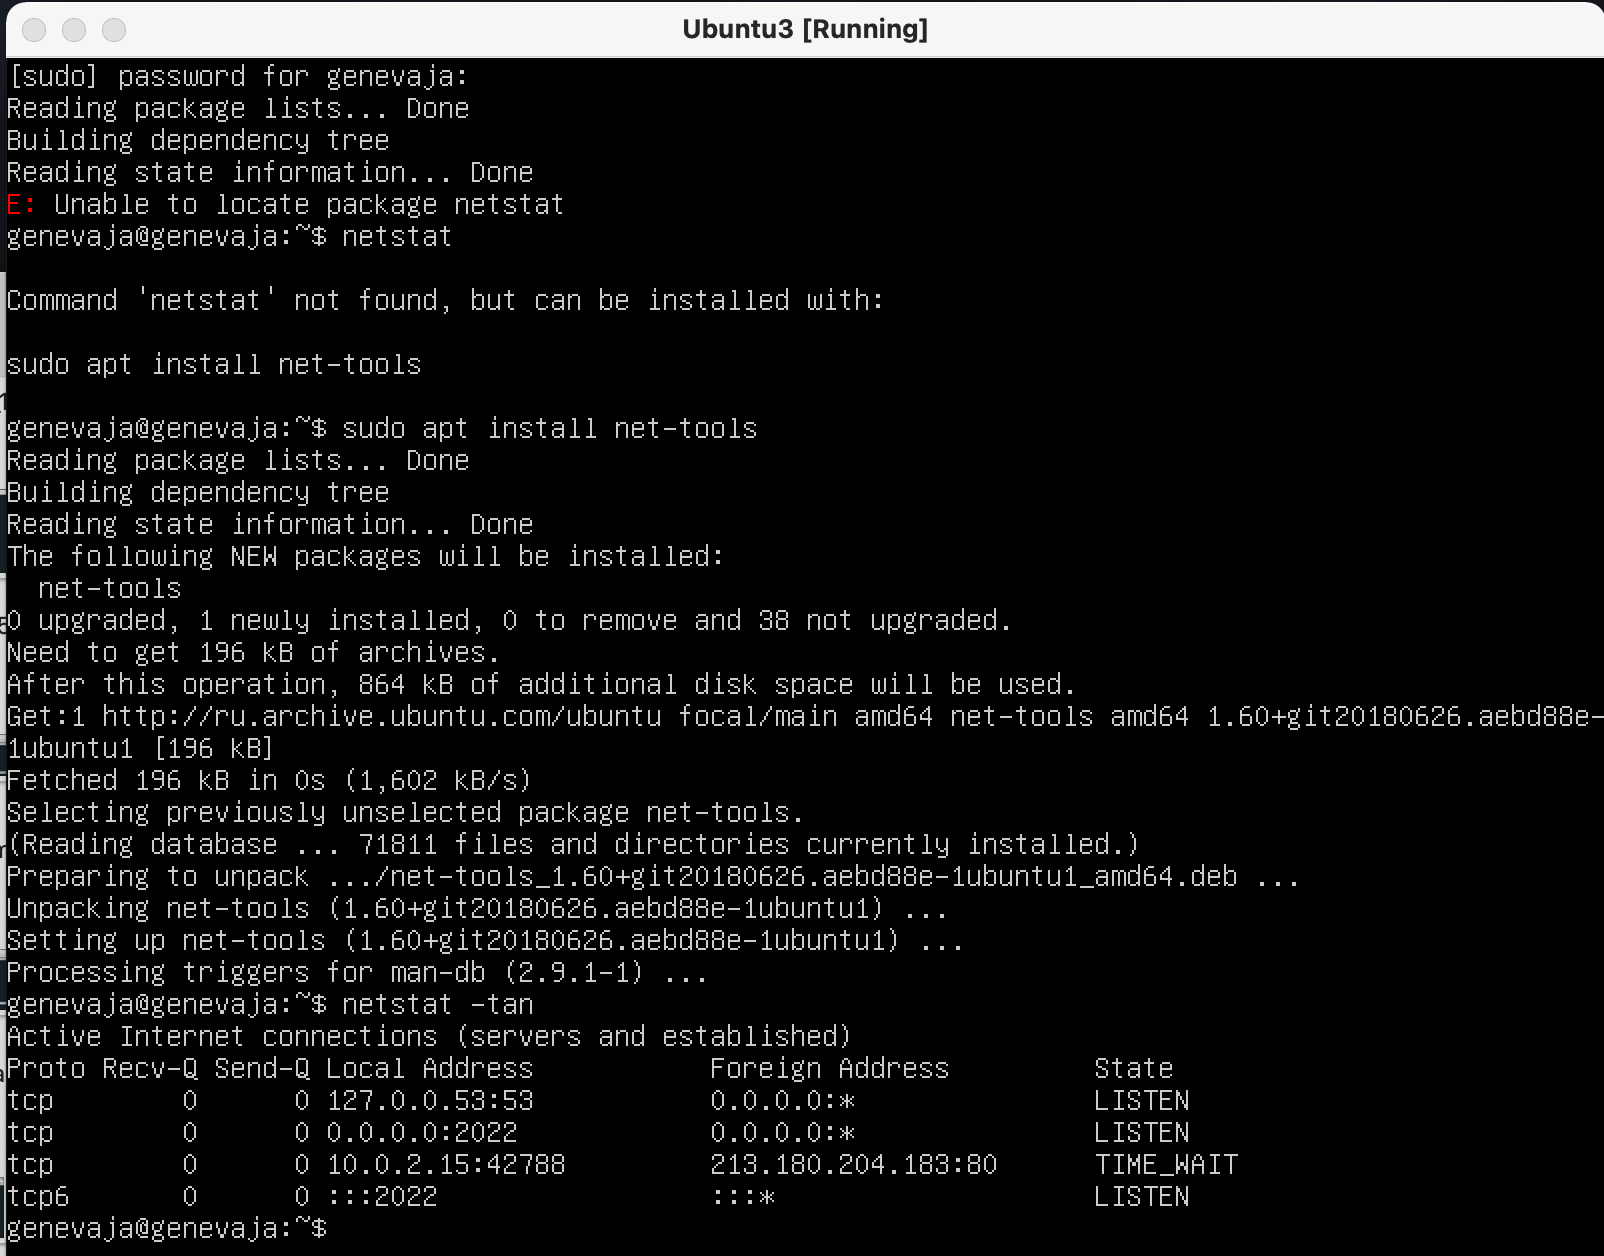 Ubuntu3 [Running]
[sudo] password for genevaja:
Reading package lists... Done
Building dependency tree
Reading state information... Done
E: Unable to locate package netstat
genevaja@genevaja:~$ netstat
Command 'netstat' not found, but can be installed with:
sudo apt install net-tools
genevaja@genevaja:~$ sudo apt install net-tools
Reading package lists... Done
Building dependency tree
Reading state information... Done
The following NEW packages will be installed:
  net-tools
0 upgraded, 1 newly installed, 0 to remove and 38 not upgraded.
Need to get 196 kB of archives.
After this operation, 864 kB of additional disk space will be used.
Get:1 http://ru.archive.ubuntu.com/ubuntu focal/main amd64 net-tools amd64 1.60+git20180626.aebd88e-
1ubuntu1 [196 kB]
Fetched 196 kB in 0s (1,602 kB/s)
Selecting previously unselected package net-tools.
(Reading database ... 71811 files and directories currently installed.)
Preparing to unpack .../net-tools_1.60+git20180626.aebd88e-1ubuntu1_amd64.deb ...
Unpacking net-tools (1.60+git20180626.aebd88e-1ubuntu1) ...
Setting up net-tools (1.60+git20180626.aebd88e-1ubuntu1) ...
Processing triggers for man-db (2.9.1-1) ...
genevaja@genevaja:~$ netstat -tan
Active Internet connections (servers and established)
Proto Recv-Q Send-Q Local Address           Foreign Address         State
tcp        0      0 127.0.0.53:53           0.0.0.0:*               LISTEN
tcp        0      0 0.0.0.0:2022            0.0.0.0:*               LISTEN
tcp        0      0 10.0.2.15:42788         213.180.204.183:80      TIME_WAIT
tcp6       0      0 :::2022                 :::*                    LISTEN
genevaja@genevaja:~$